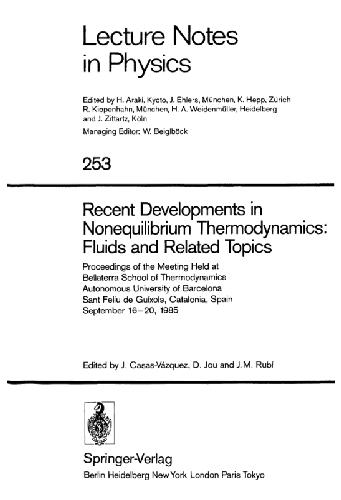 Lecture Notes
in Physics
Edited by H. Araki, Kyoto, J. Ehlers, München, K. Hepp, Zürich
R. Kippenhahn, München, H. A. Weidenmüller, Heidelberg
and J. Zittartz, Köln
Managing Editor: W. Beiglböck
253
Recent Developments in
Nonequilibrium Thermodynamics:
Fluids and Related Topics
Proceedings of the Meeting Held at
Bellaterra School of Thermodynamics
Autonomous University of Barcelona
Sant Feliu de Guíxols, Catalonia, Spain
September 16–20, 1985
Edited by J. Casas-Vázquez, D. Jou and J.M. Rubí
Springer-Verlag
Berlin Heidelberg New York London Paris Tokyo